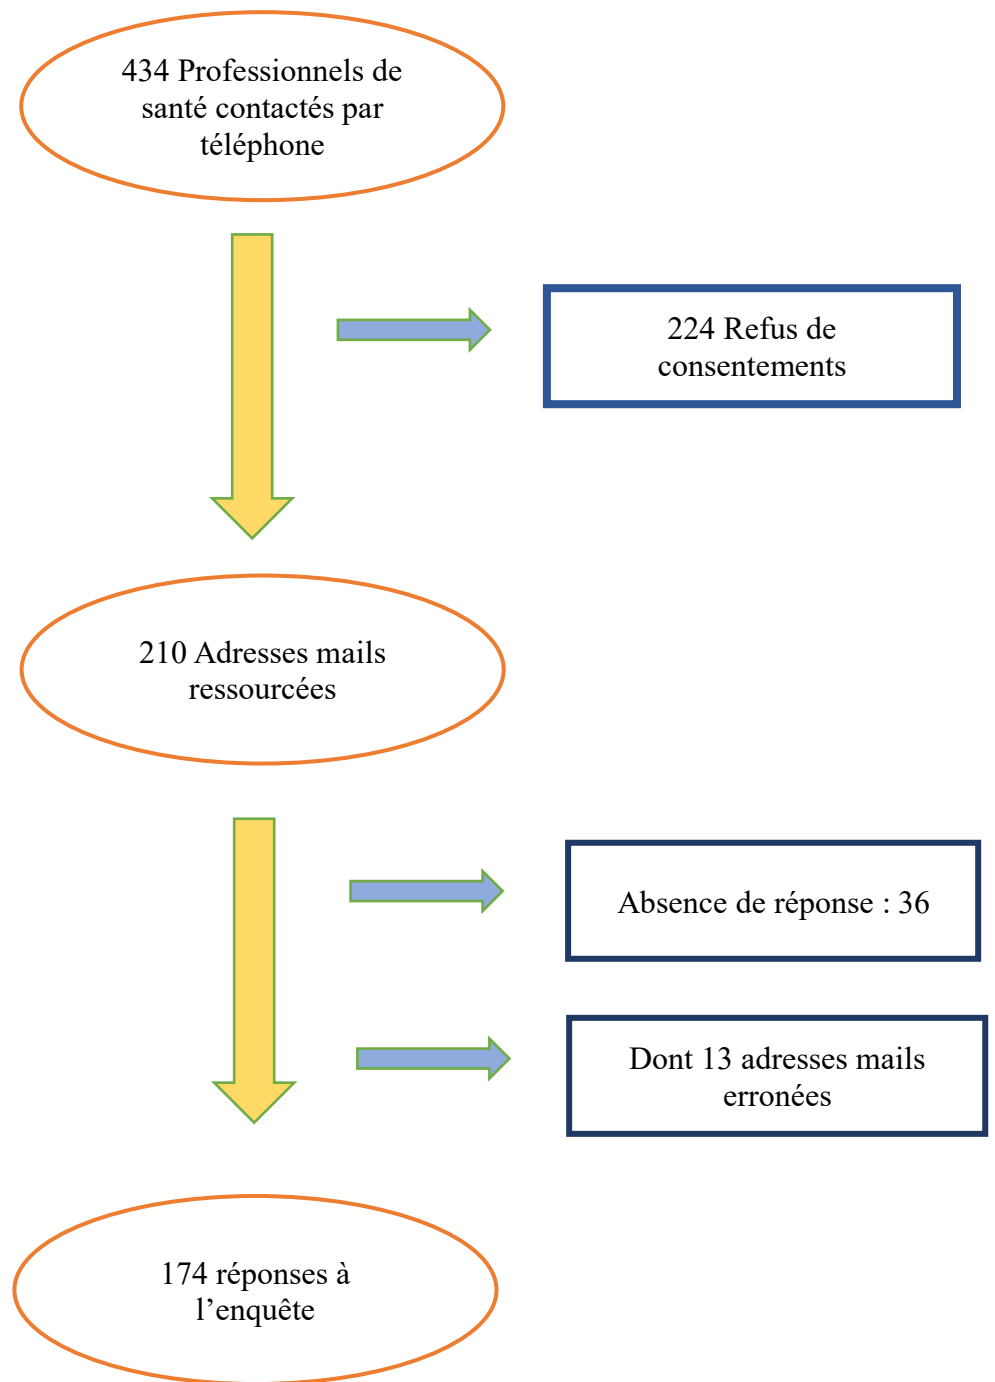 434 Professionnels de
santé contactés par
téléphone
224 Refus de
consentements
210 Adresses mails
ressourcées
Absence de réponse : 36
Dont 13 adresses mails
erronées
174 réponses à
l’enquête